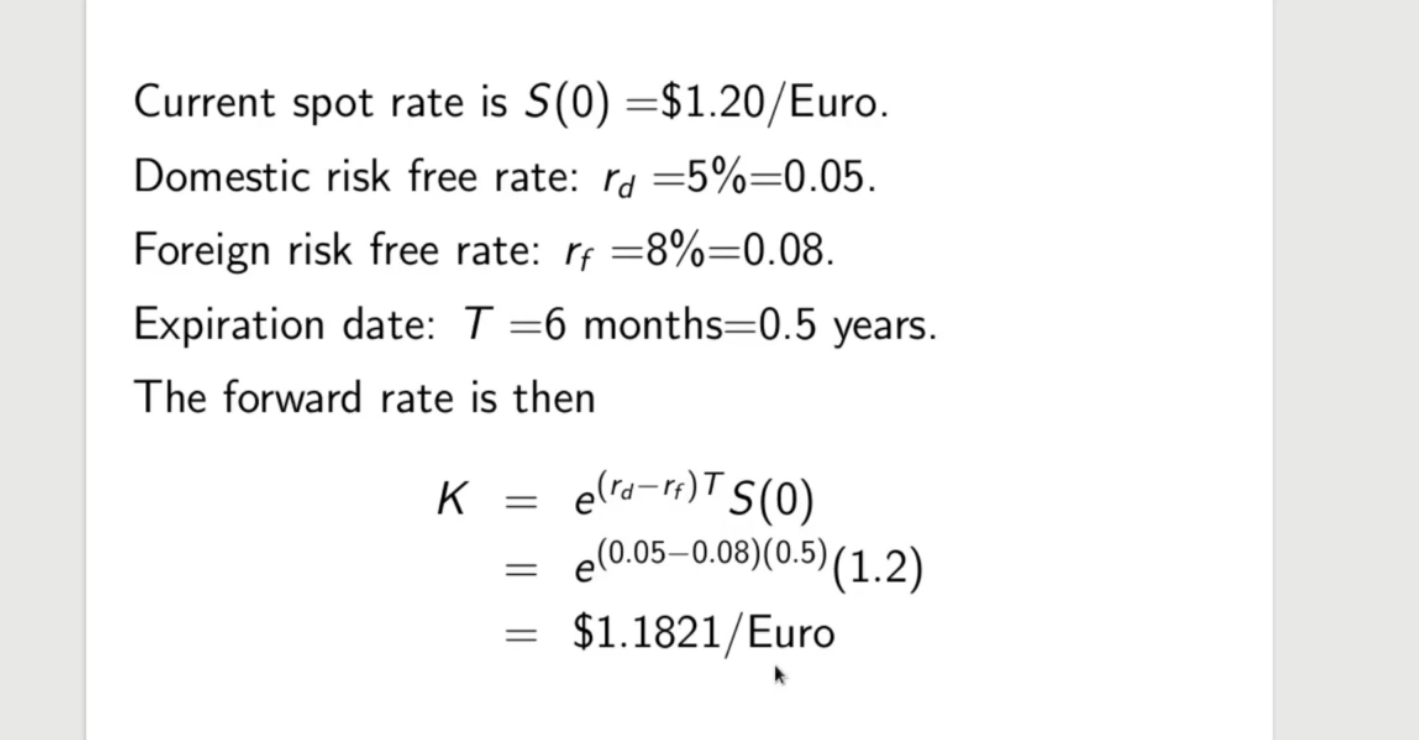 Current spot rate is S(0) =$1.20/Euro.
Domestic risk free rate: r_d =5%=0.05.
Foreign risk free rate: r_f =8%=0.08.
Expiration date: T =6 months=0.5 years.
The forward rate is then
K = e^{(r_d−r_f)T} S(0)
= e^{(0.05−0.08)(0.5)}(1.2)
= $1.1821/Euro